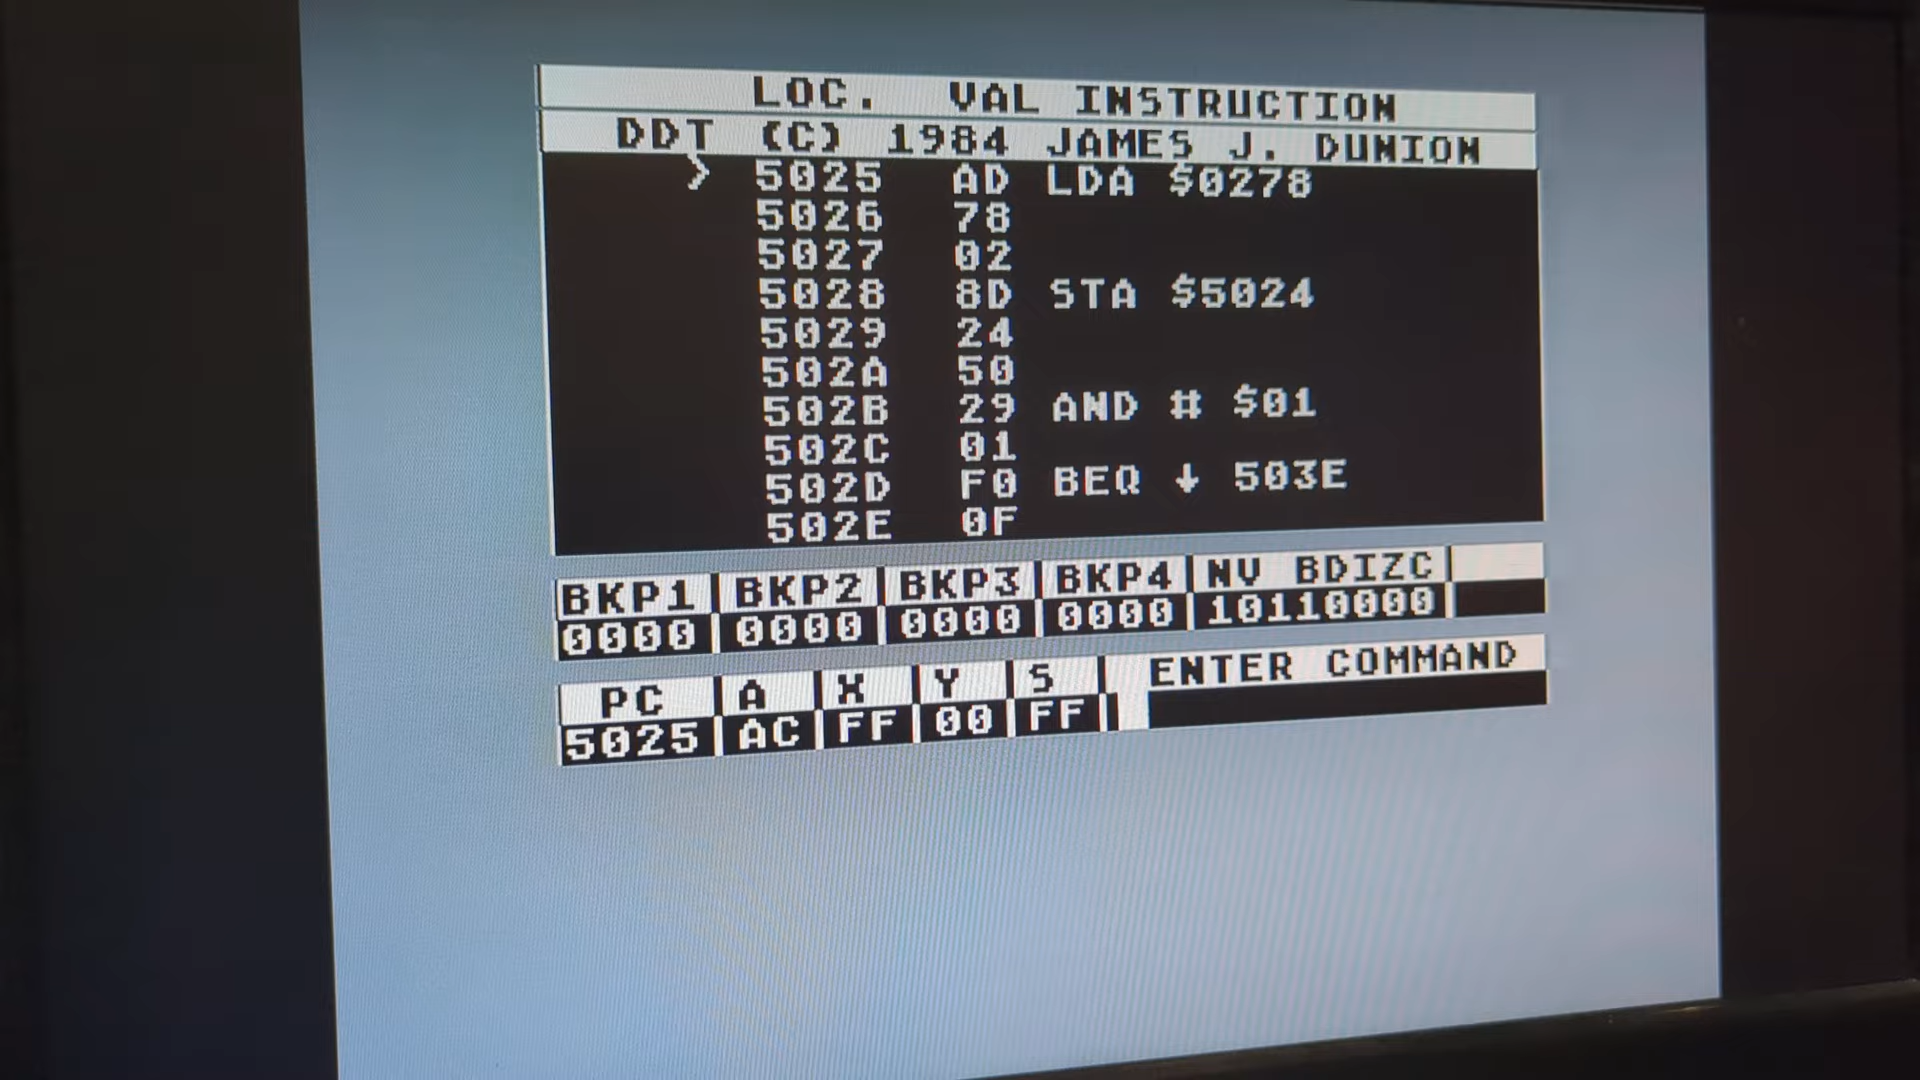 LOC. VAL INSTRUCTION
DDT (C) 1984 JAMES J. DUNION
> 5025 AD LDA $0278
5026 78
5027 02
5028 8D STA $5024
5029 24
502A 50
502B 29 AND # $01
502C 01
502D F0 BEQ ↓ 503E
502E 0F
BKP1 BKP2 BKP3 BKP4 NV BDIZC
0000 0000 0000 0000 10110000
PC A X Y S ENTER COMMAND
5025 AC FF 00 FF